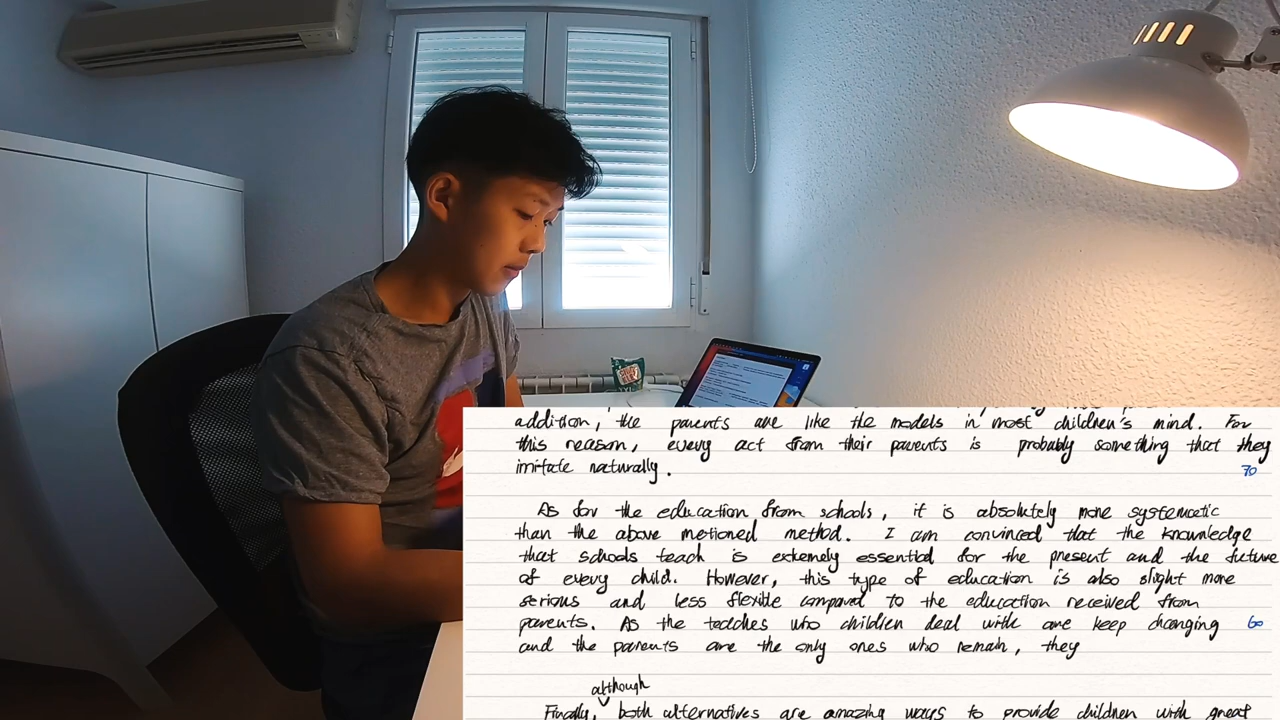 addition, the parents are like the models in most children's mind. For
this reason, every act from their parents is probably something that they
imitate naturally.
70
As for the education from schools, it is absolutely more systematic
than the above metioned method. I am convinced that the knowledge
that schools teach is extemely essential for the present and the future
of every child. However, this type of education is also slight more
serious and less flexible compared to the education received from
parents. As the teaches who children deal with are keep changing
60
and the parents are the only ones who remain, they
although
Finally, both alternatives are amazing ways to provide children with great